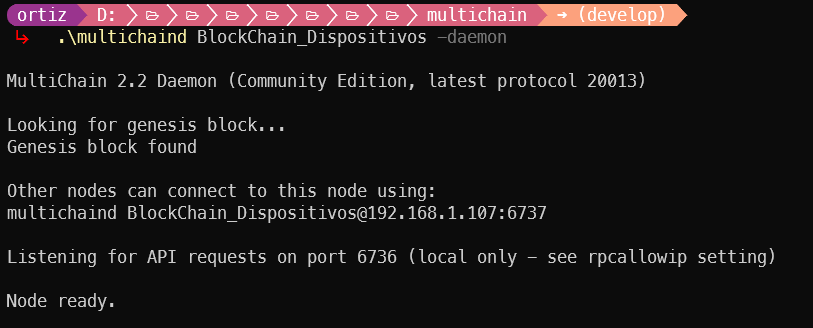 ortiz D: multichain → (develop)
↳ .\multichaind BlockChain_Dispositivos -daemon
MultiChain 2.2 Daemon (Community Edition, latest protocol 20013)
Looking for genesis block...
Genesis block found
Other nodes can connect to this node using:
multichaind BlockChain_Dispositivos@192.168.1.107:6737
Listening for API requests on port 6736 (local only - see rpcallowip setting)
Node ready.